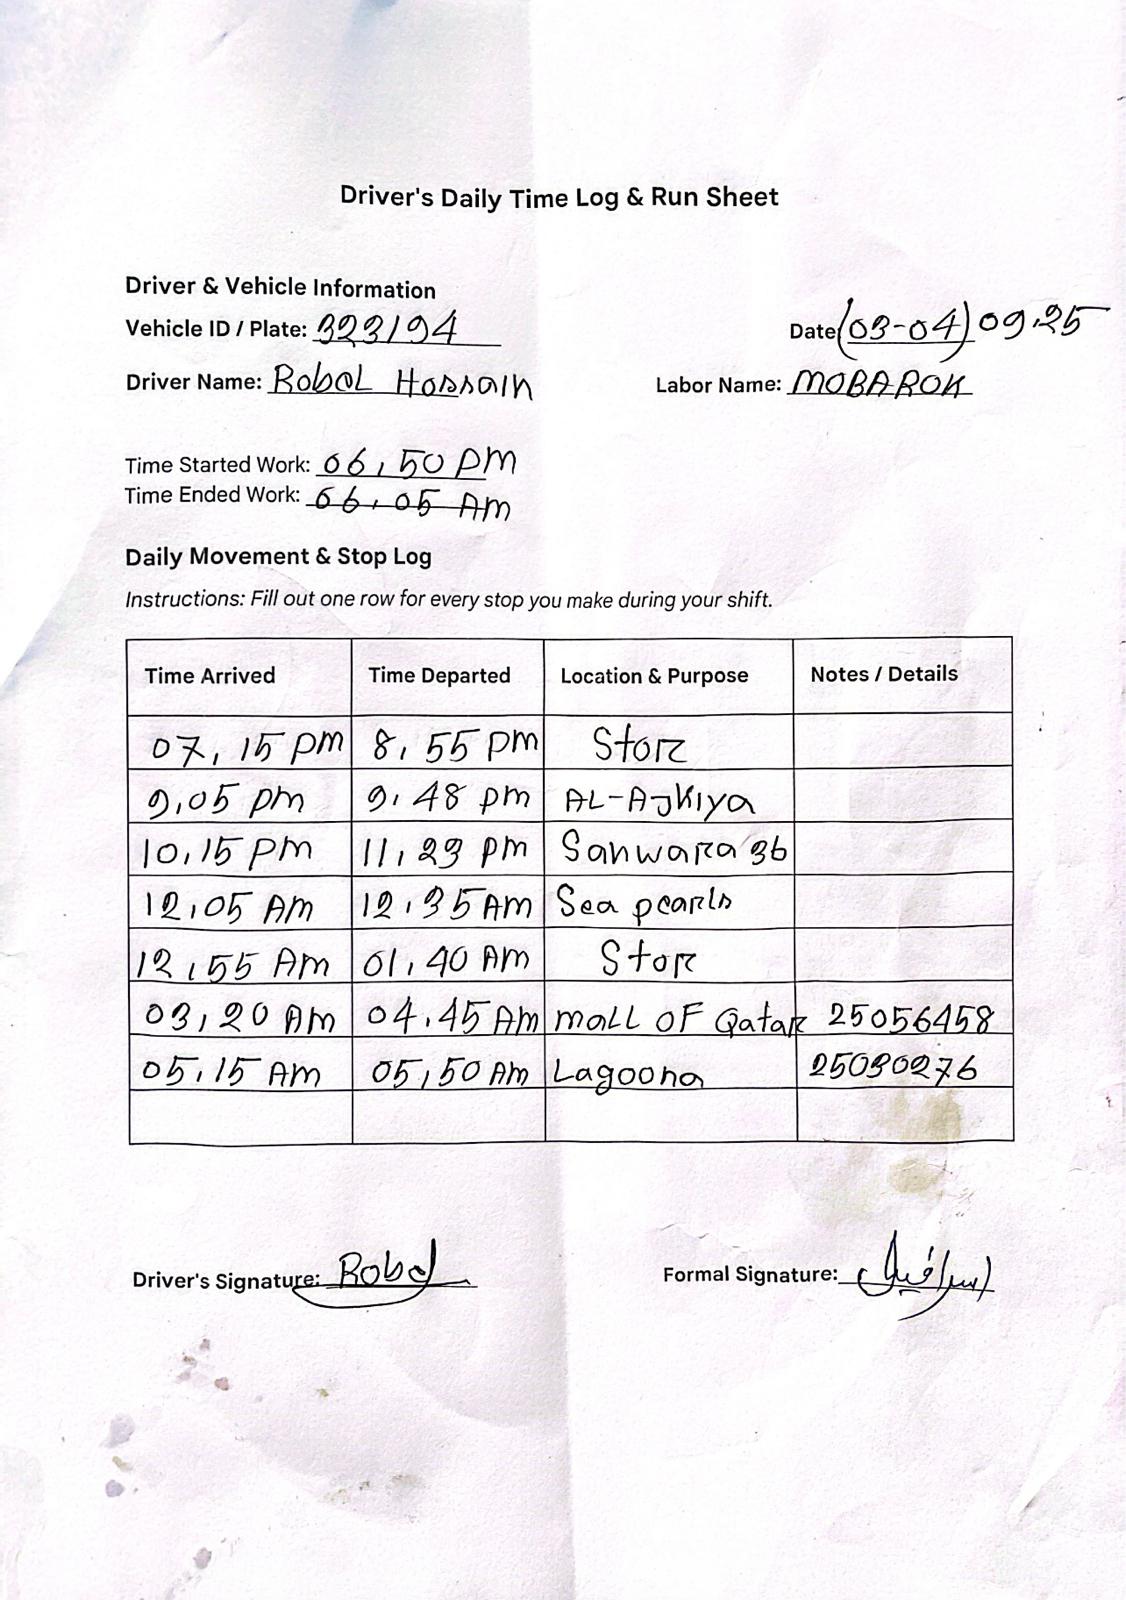 Driver's Daily Time Log & Run Sheet
Driver & Vehicle Information
Vehicle ID / Plate: 323194
Date (03-04) 09.25
Driver Name: Robel Hossain
Labor Name: MOBAROK
Time Started Work: 06,50 PM
Time Ended Work: 06,05 AM
Daily Movement & Stop Log
Instructions: Fill out one row for every stop you make during your shift.
Time Arrived Time Departed Location & Purpose Notes / Details
07,15 PM 8,55 PM Stor
9,05 PM 9,48 PM AL-AJKiya
10,15 PM 11,23 PM Sanwara 36
12,05 AM 12,35 AM Sea pearls
12,55 AM 01,40 AM Stor
03,20 AM 04,45 AM mall OF Qatar 25056458
05,15 AM 05,50 AM Lagoona 25030276
Driver's Signature: Robel
Formal Signature: اسرافيل